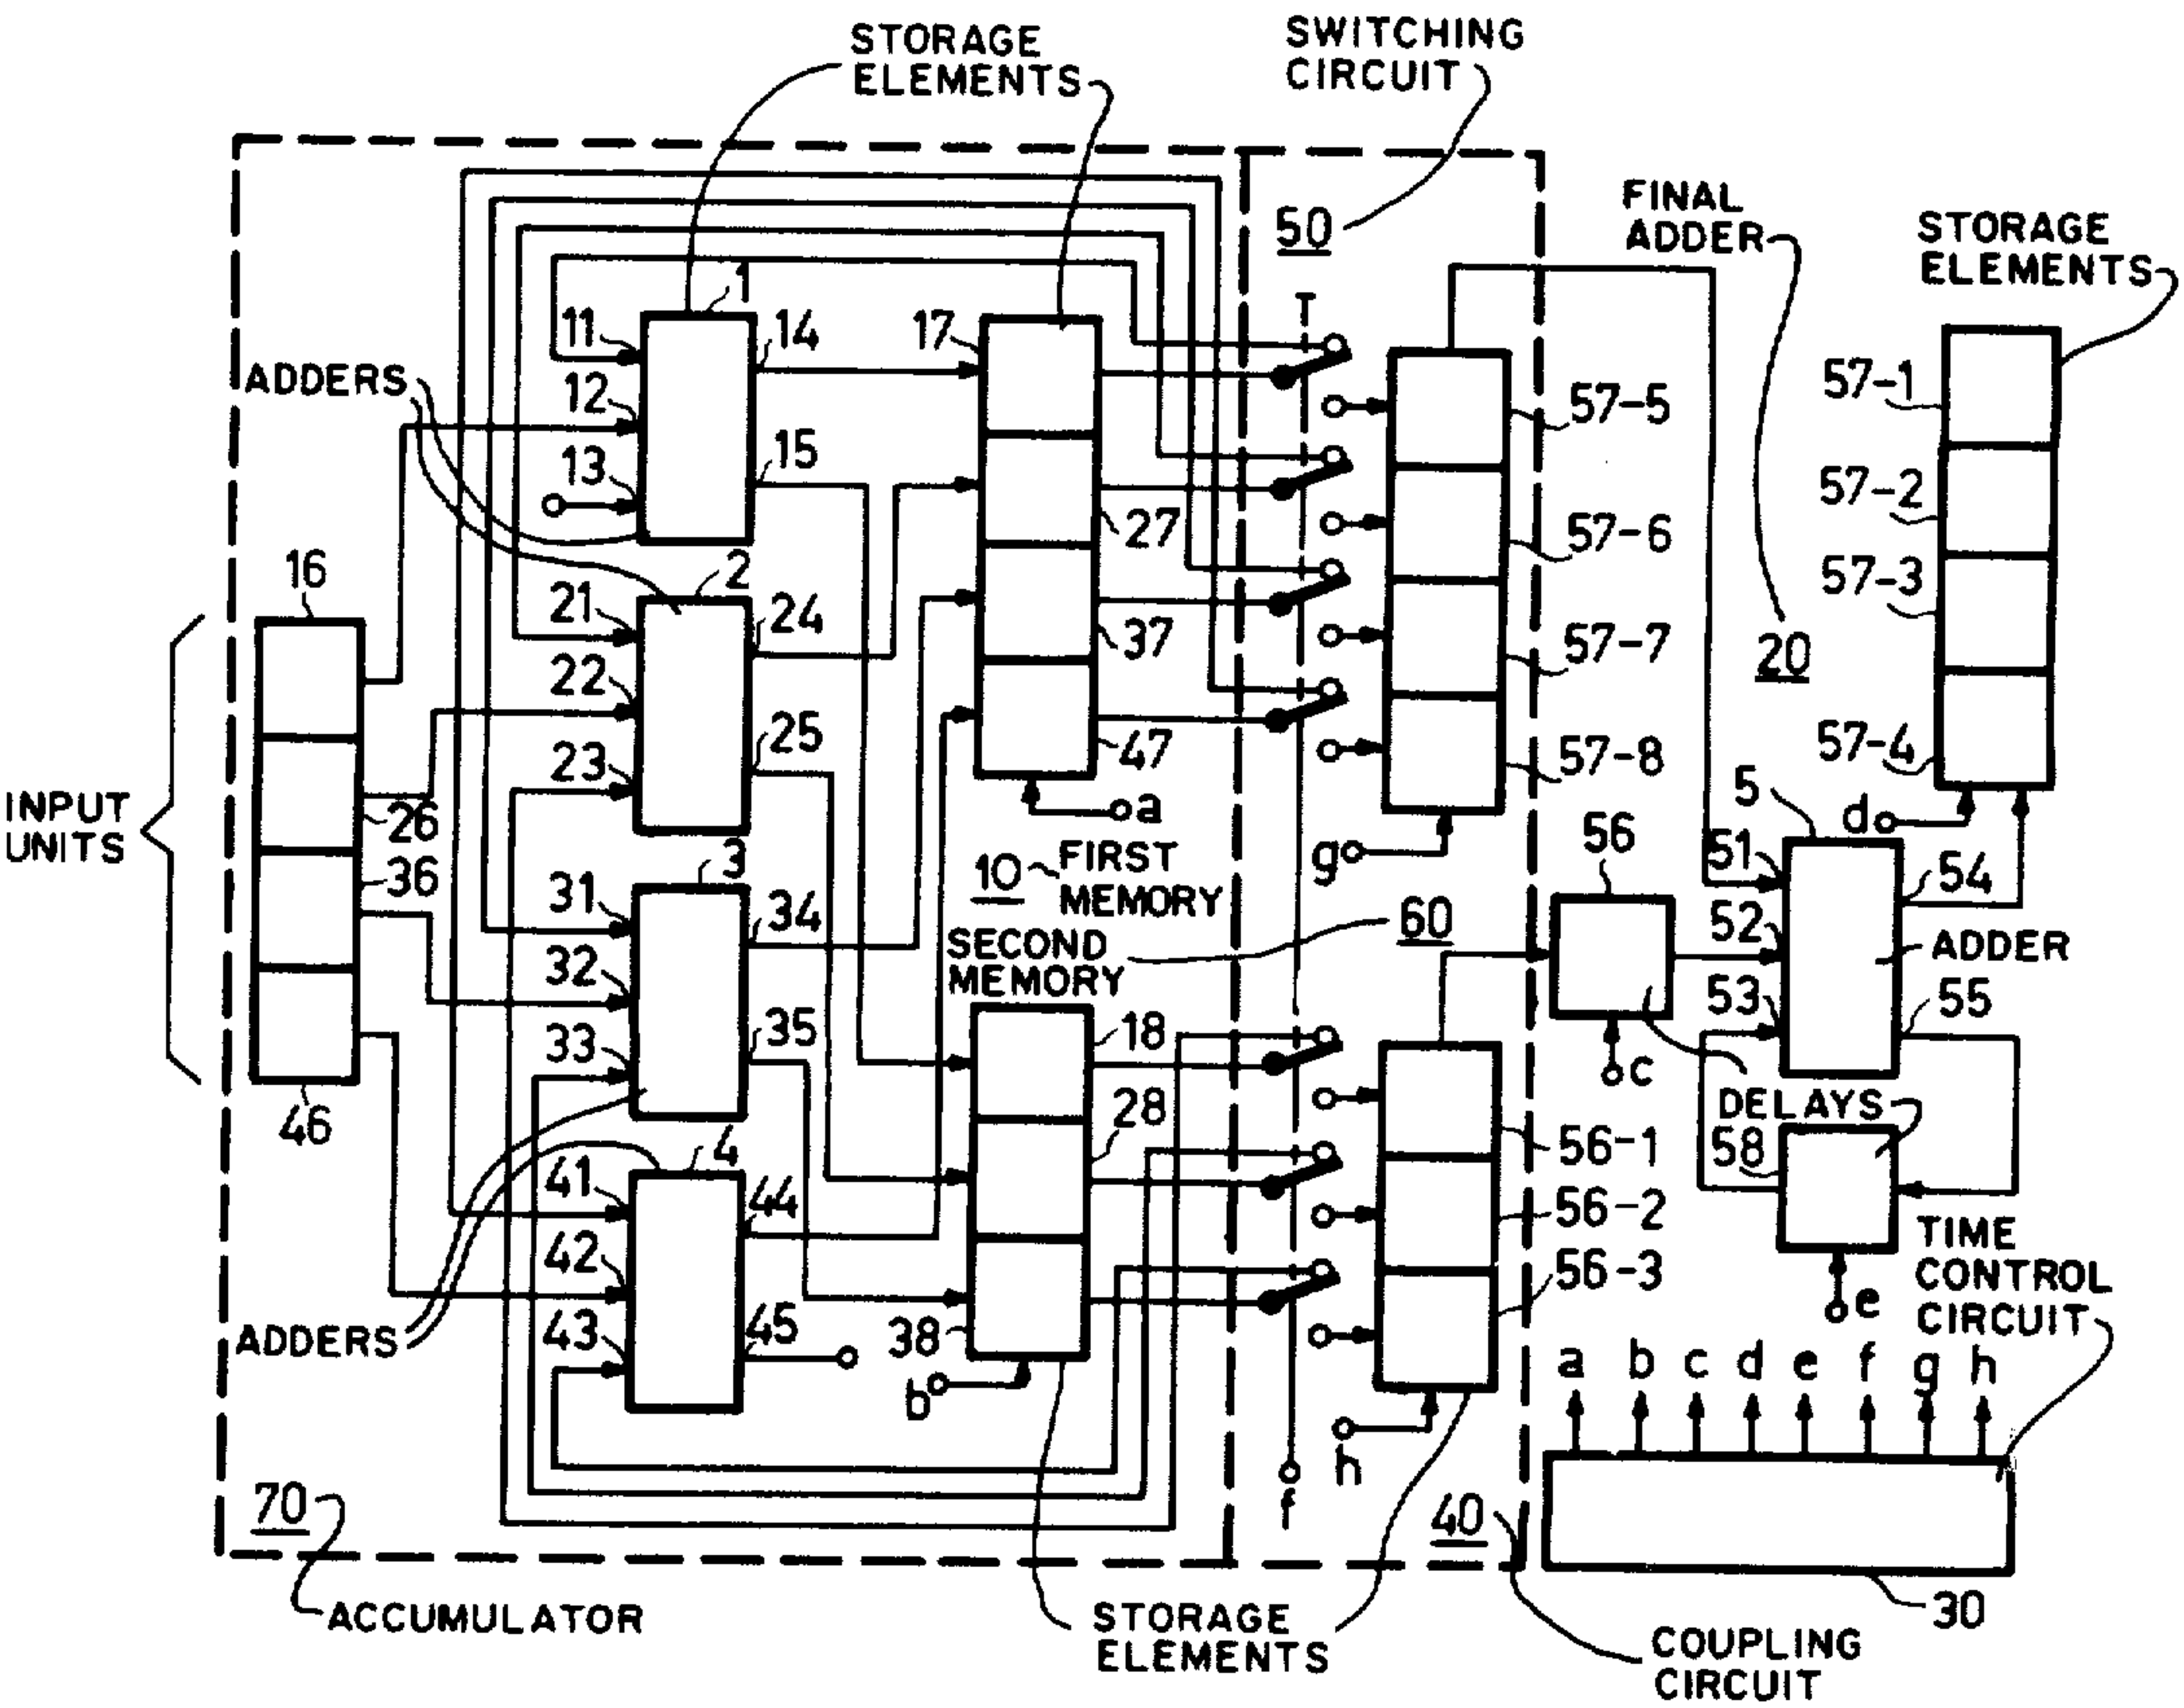 STORAGE
ELEMENTS
SWITCHING
CIRCUIT
50
FINAL
ADDER
STORAGE
ELEMENTS
1
11
12
13
14
15
17
ADDERS
27
37
47
57-5
57-6
57-7
57-8
57-1
57-2
57-3
57-4
20
16
26
36
46
INPUT
UNITS
2
21
22
23
24
25
a
g
d
10
FIRST
MEMORY
SECOND
MEMORY
60
3
31
32
33
34
35
56
c
5
51
52
53
54
55
ADDER
DELAYS
58
e
18
28
38
b
4
41
42
43
44
45
ADDERS
56-1
56-2
56-3
h
f
TIME
CONTROL
CIRCUIT
a b c d e f g h
30
70
ACCUMULATOR
40
STORAGE
ELEMENTS
COUPLING
CIRCUIT